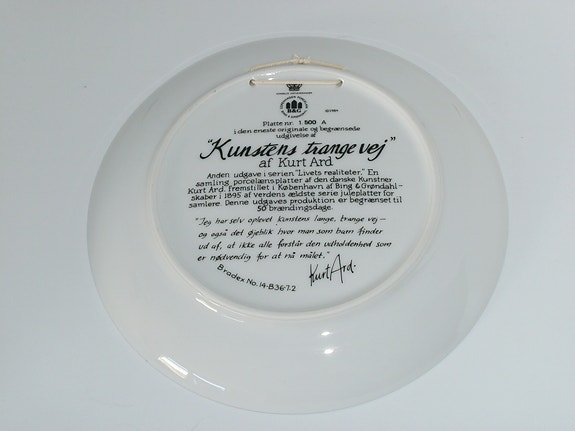 B&G
Platte nr. 1.500 A
i den eneste originale og begrænsede
udgivelse af
"Kunstens trange vej"
af Kurt Ard
Anden udgave i serien "Livets realiteter." En
samling porcelænsplatter af den danske Kunstner
Kurt Ard, fremstillet i København af Bing & Grøndahl-
skaber i 1895 af verdens ældste serie juleplatter for
samlere. Denne udgaves produktion er begrænset til
50 brændingsdage.
"Jeg har selv oplevet kunstens lange, trange vej—
og også det øjeblik hvor man som barn finder
ud af, at ikke alle forstår den udholdenhed som
er nødvendig for at nå målet."
Kurt Ard.
Bradex No. 14-B36-7.2